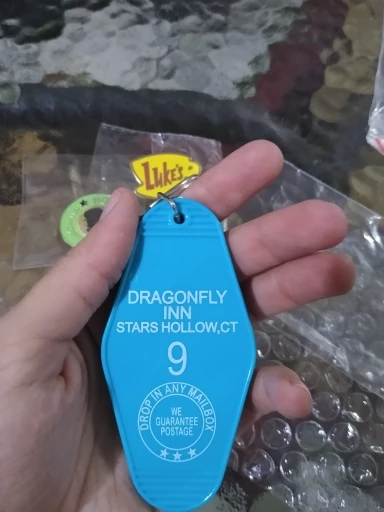 LUKE'S
DRAGONFLY
INN
STARS HOLLOW,CT
9
DROP IN ANY MAILBOX
WE
GUARANTEE
POSTAGE